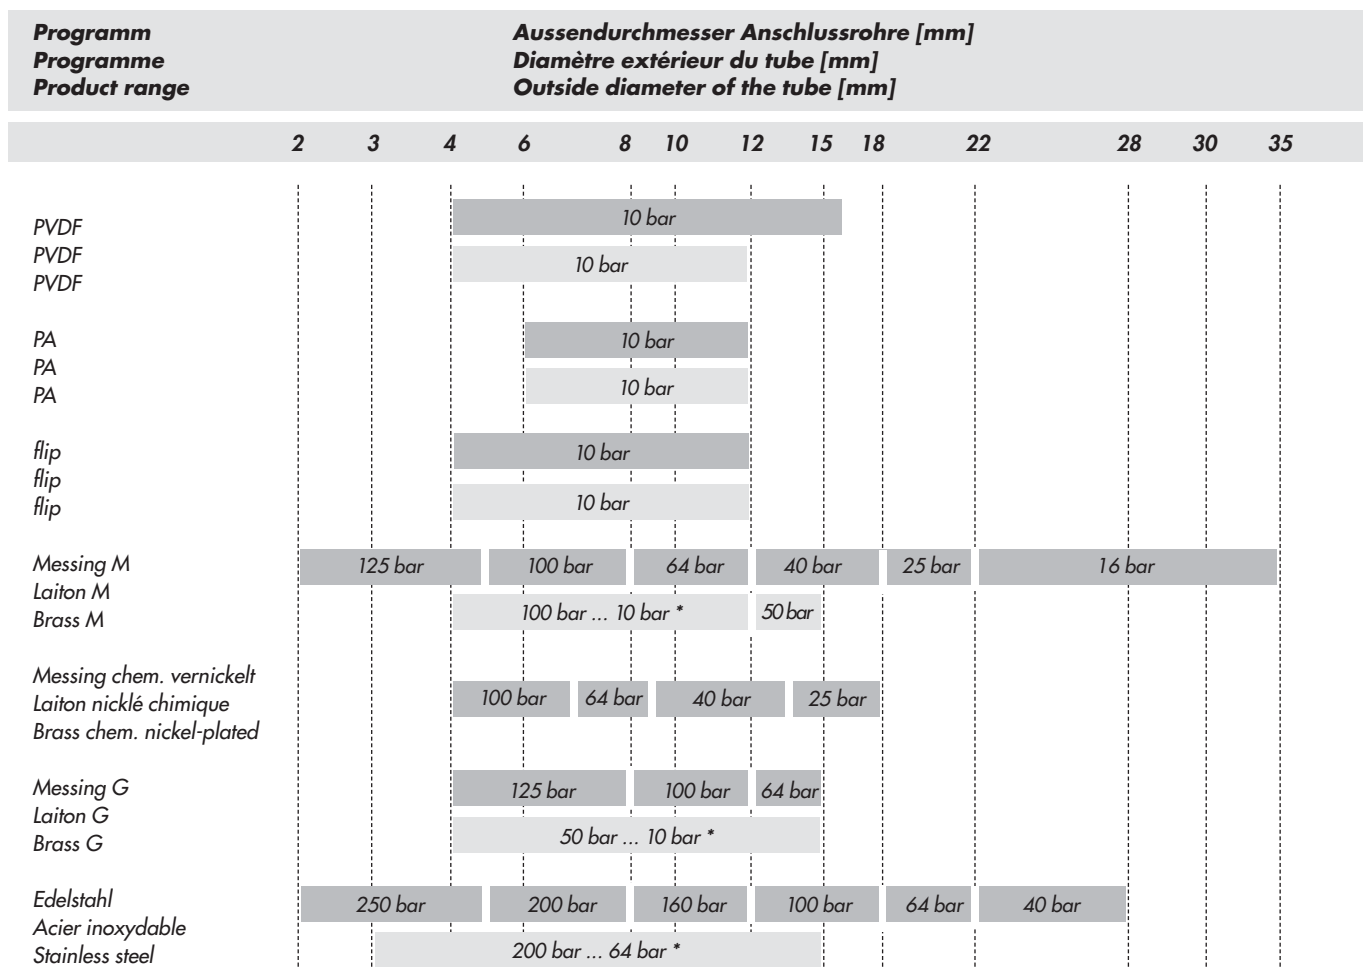 Programm Aussendurchmesser Anschlussrohre [mm]
Programme Diamètre extérieur du tube [mm]
Product range Outside diameter of the tube [mm]
2 3 4 6 8 10 12 15 18 22 28 30 35
10 bar
PVDF
PVDF
10 bar
PVDF
PA 10 bar
PA
PA 10 bar
flip 10 bar
flip
flip 10 bar
Messing M 125 bar 100 bar 64 bar 40 bar 25 bar 16 bar
Laiton M
Brass M 100 bar ... 10 bar * 50 bar
Messing chem. vernickelt
Laiton nicklé chimique 100 bar 64 bar 40 bar 25 bar
Brass chem. nickel-plated
Messing G 125 bar 100 bar 64 bar
Laiton G
Brass G 50 bar ... 10 bar *
Edelstahl 250 bar 200 bar 160 bar 100 bar 64 bar 40 bar
Acier inoxydable
Stainless steel 200 bar ... 64 bar *